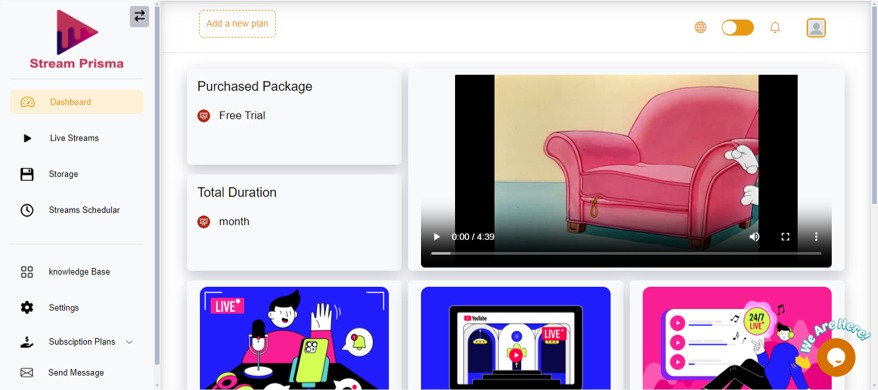 Stream Prisma
Dashboard
Live Streams
Storage
Streams Schedular
knowledge Base
Settings
Subsciption Plans
Send Message
Add a new plan
Purchased Package
Free Trial
Total Duration
month
0:00 / 4:39
LIVE
YouTube
LIVE
24/7
LIVE
We Are Here!